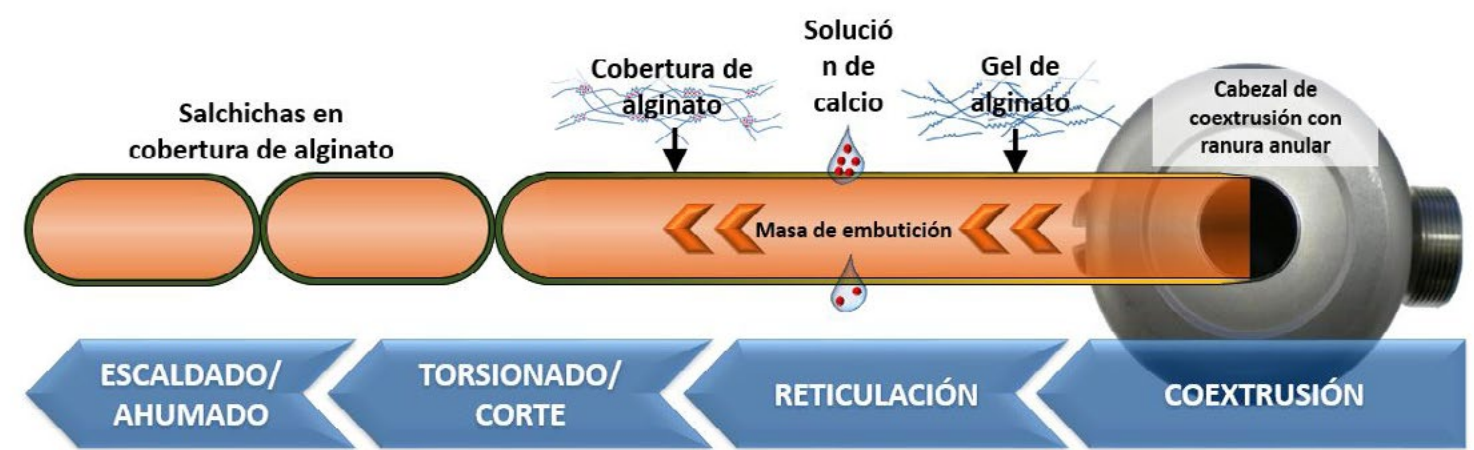 Salchichas en
cobertura de alginato
Cobertura de
alginato
Solució
n de
calcio
Gel de
alginato
Cabezal de
coextrusión con
ranura anular
Masa de embutición
ESCALDADO/
AHUMADO
TORSIONADO/
CORTE
RETICULACIÓN
COEXTRUSIÓN